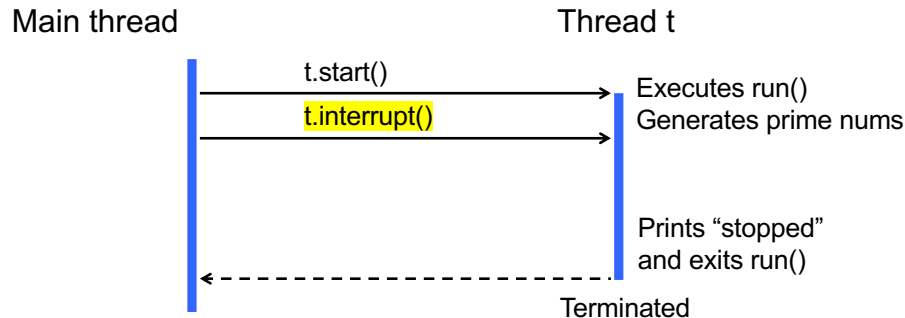 Main thread
Thread t
t.start()
Executes run()
t.interrupt()
Generates prime nums
Prints “stopped”
and exits run()
Terminated